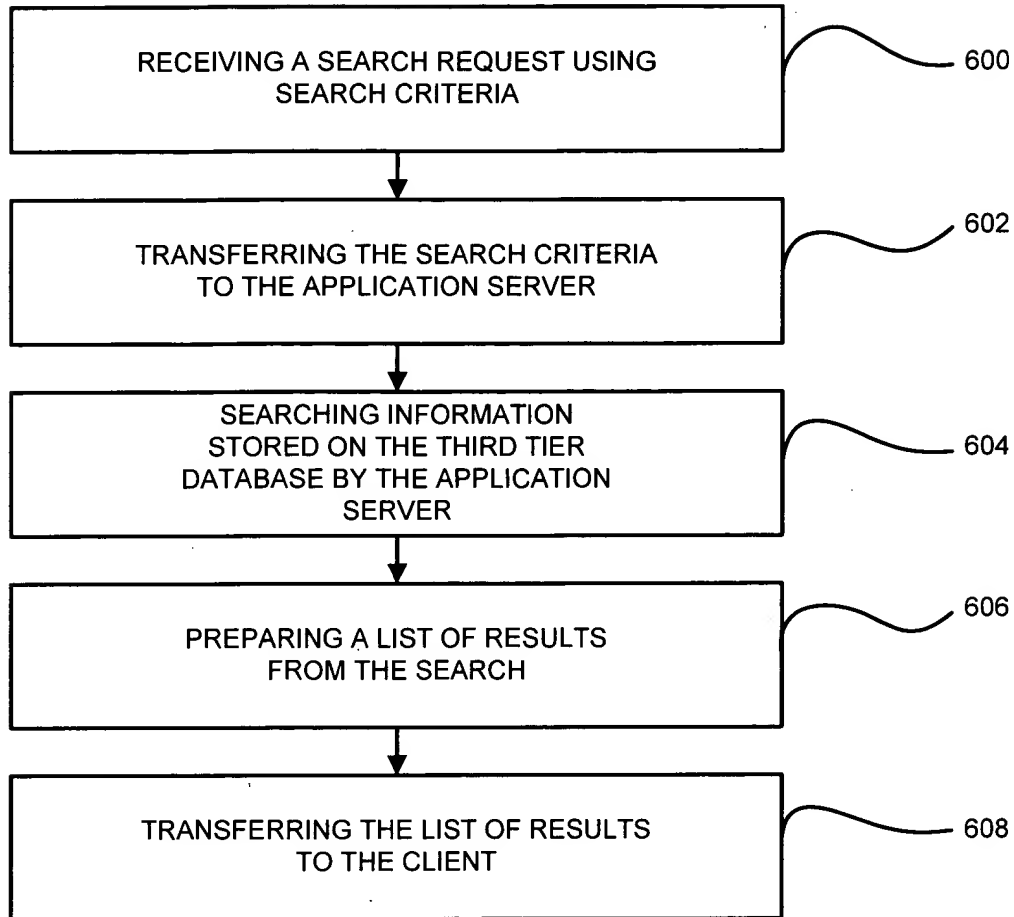 RECEIVING A SEARCH REQUEST USING
SEARCH CRITERIA
600
TRANSFERRING THE SEARCH CRITERIA
TO THE APPLICATION SERVER
602
SEARCHING INFORMATION
STORED ON THE THIRD TIER
DATABASE BY THE APPLICATION
SERVER
604
PREPARING A LIST OF RESULTS
FROM THE SEARCH
606
TRANSFERRING THE LIST OF RESULTS
TO THE CLIENT
608